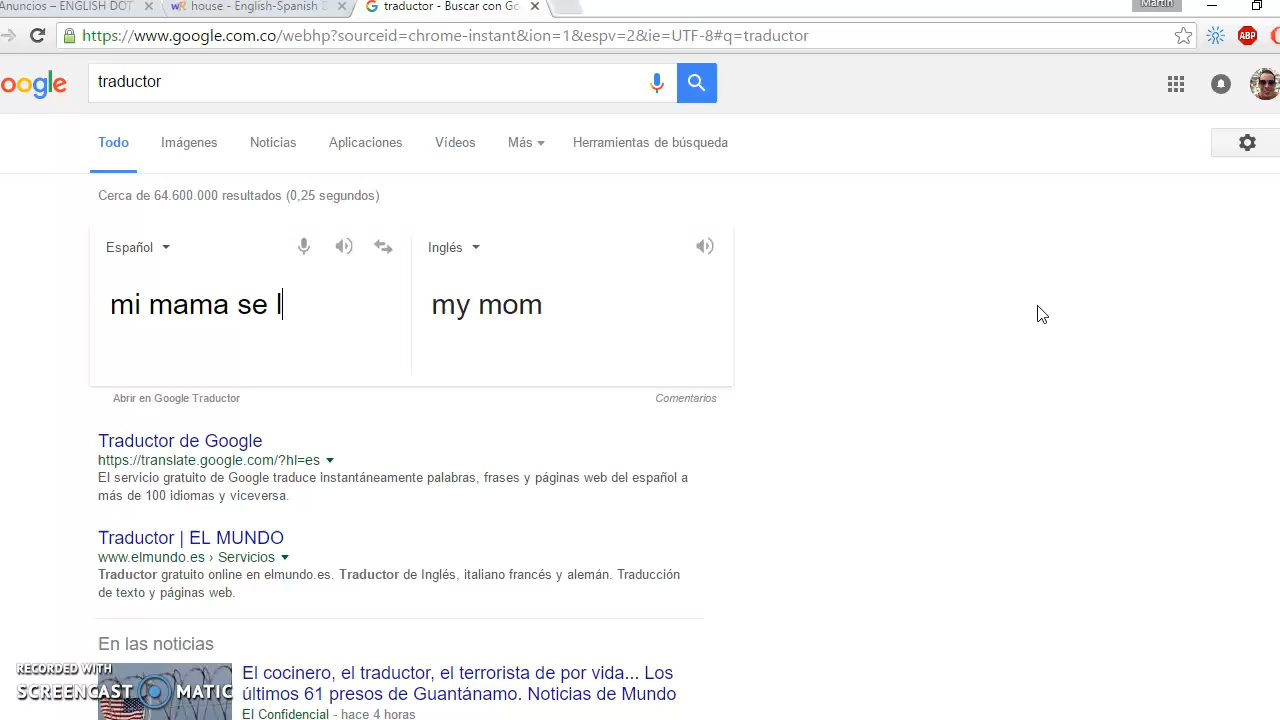 Anuncios – ENGLISH DOT
house - English-Spanish D
traductor - Buscar con Go
Martin
https://www.google.com.co/webhp?sourceid=chrome-instant&ion=1&espv=2&ie=UTF-8#q=traductor
ABP
oogle
traductor
Todo Imágenes Noticias Aplicaciones Vídeos Más Herramientas de búsqueda
Cerca de 64.600.000 resultados (0,25 segundos)
Español Inglés
mi mama se l my mom
Abrir en Google Traductor Comentarios
Traductor de Google
https://translate.google.com/?hl=es
El servicio gratuito de Google traduce instantáneamente palabras, frases y páginas web del español a
más de 100 idiomas y viceversa.
Traductor | EL MUNDO
www.elmundo.es › Servicios
Traductor gratuito online en elmundo.es. Traductor de Inglés, italiano francés y alemán. Traducción
de texto y páginas web.
En las noticias
El cocinero, el traductor, el terrorista de por vida... Los
últimos 61 presos de Guantánamo. Noticias de Mundo
El Confidencial - hace 4 horas
RECORDED WITH
SCREENCAST MATIC